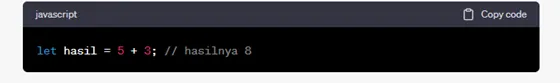 javascript
Copy code
let hasil = 5 + 3; // hasilnya 8